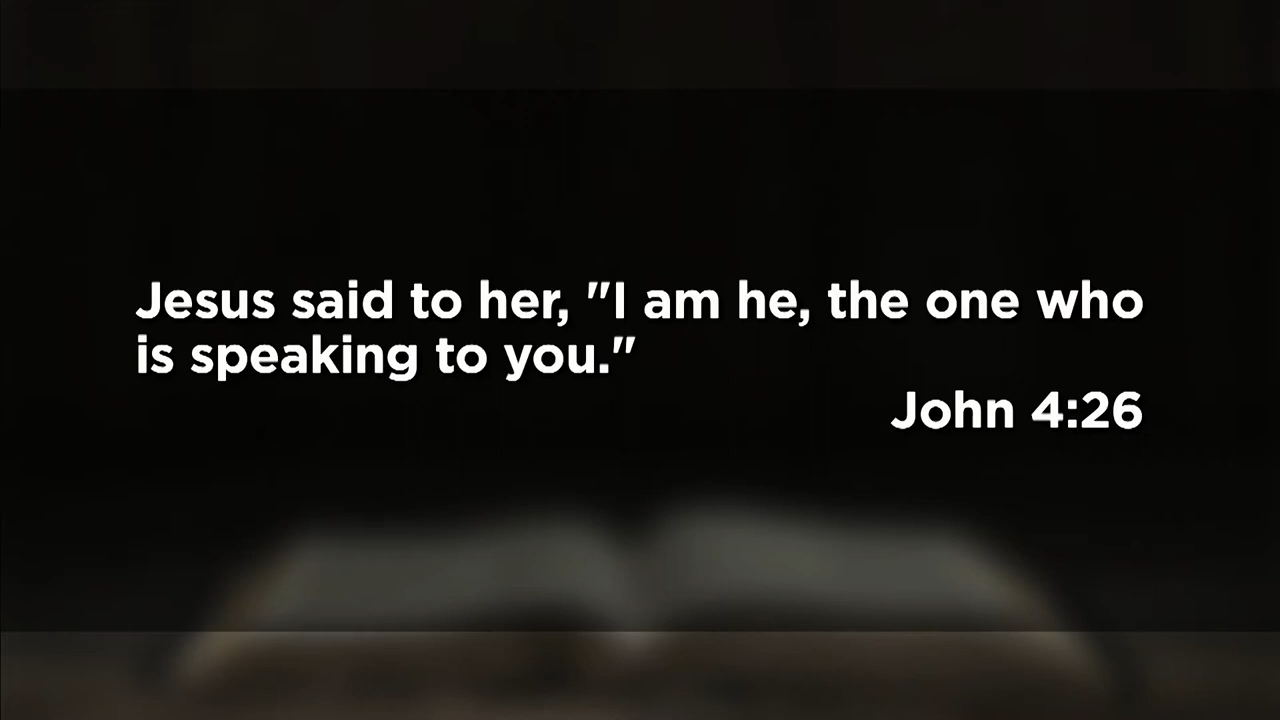 Jesus said to her, "I am he, the one who
is speaking to you."
John 4:26